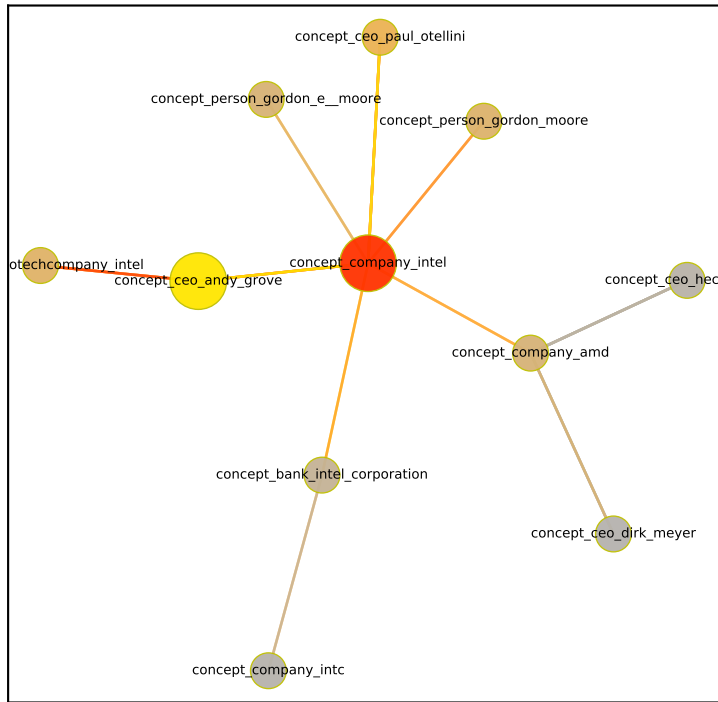 concept_ceo_paul_otellini
concept_person_gordon_e__moore
concept_person_gordon_moore
concept_company_intel
otechcompany_intel
concept_ceo_andy_grove
concept_ceo_hec
concept_company_amd
concept_bank_intel_corporation
concept_ceo_dirk_meyer
concept_company_intc